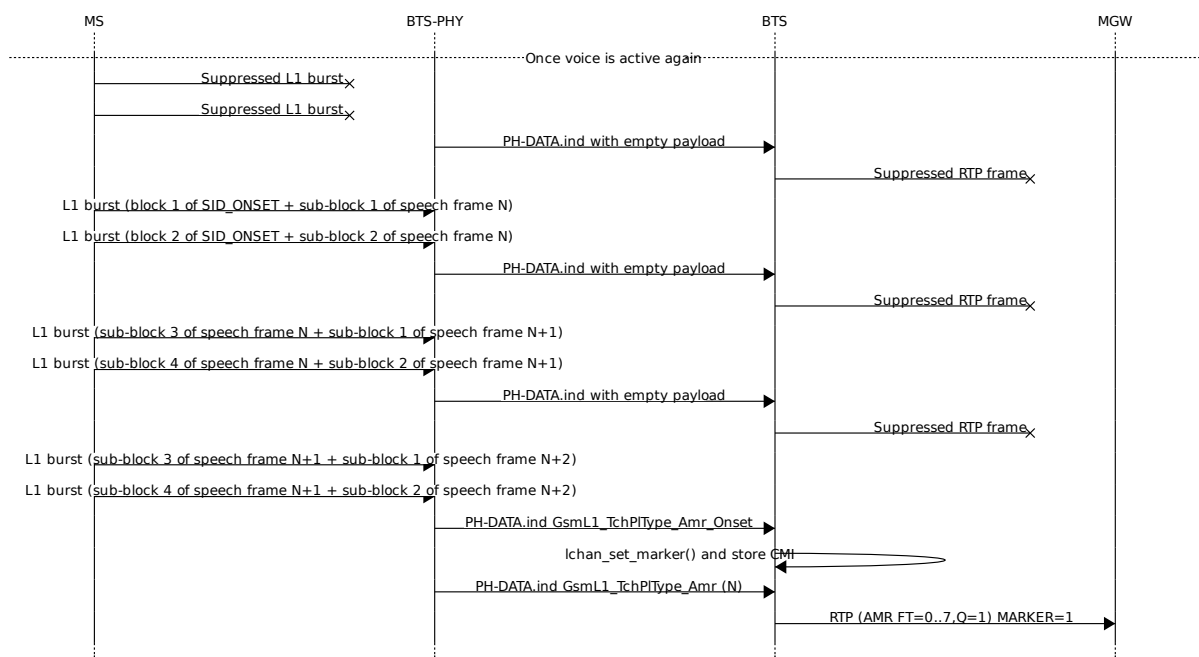 MS BTS-PHY BTS MGW
Once voice is active again
Suppressed L1 burst
Suppressed L1 burst
PH-DATA.ind with empty payload
Suppressed RTP frame
L1 burst (block 1 of SID_ONSET + sub-block 1 of speech frame N)
L1 burst (block 2 of SID_ONSET + sub-block 2 of speech frame N)
PH-DATA.ind with empty payload
Suppressed RTP frame
L1 burst (sub-block 3 of speech frame N + sub-block 1 of speech frame N+1)
L1 burst (sub-block 4 of speech frame N + sub-block 2 of speech frame N+1)
PH-DATA.ind with empty payload
Suppressed RTP frame
L1 burst (sub-block 3 of speech frame N+1 + sub-block 1 of speech frame N+2)
L1 burst (sub-block 4 of speech frame N+1 + sub-block 2 of speech frame N+2)
PH-DATA.ind GsmL1_TchPlType_Amr_Onset
lchan_set_marker() and store CMI
PH-DATA.ind GsmL1_TchPlType_Amr (N)
RTP (AMR FT=0..7,Q=1) MARKER=1